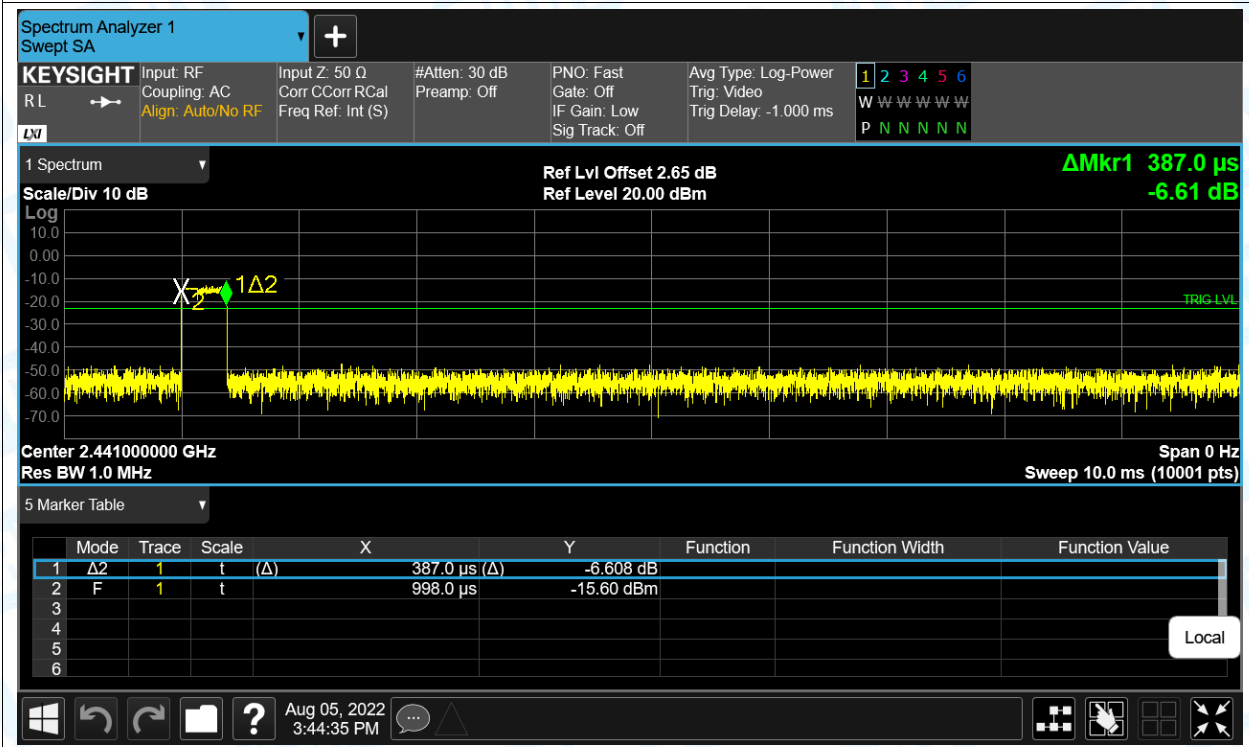 Spectrum Analyzer 1
Swept SA
KEYSIGHT
R L
LXI
Input: RF
Coupling: AC
Align: Auto/No RF
Input Z: 50 Ω
Corr CCorr RCal
Freq Ref: Int (S)
#Atten: 30 dB
Preamp: Off
PNO: Fast
Gate: Off
IF Gain: Low
Sig Track: Off
Avg Type: Log-Power
Trig: Video
Trig Delay: -1.000 ms
1 2 3 4 5 6
W W W W W W
P N N N N N
1 Spectrum
Scale/Div 10 dB
Ref Lvl Offset 2.65 dB
Ref Level 20.00 dBm
ΔMkr1 387.0 µs
-6.61 dB
Log
10.0
0.00
-10.0
-20.0
-30.0
-40.0
-50.0
-60.0
-70.0
2
1Δ2
TRIG LVL
Center 2.441000000 GHz
Res BW 1.0 MHz
Span 0 Hz
Sweep 10.0 ms (10001 pts)
5 Marker Table
Mode Trace Scale X Y Function Function Width Function Value
1 Δ2 1 t (Δ) 387.0 µs (Δ) -6.608 dB
2 F 1 t 998.0 µs -15.60 dBm
3
4
5
6
Local
?
Aug 05, 2022
3:44:35 PM